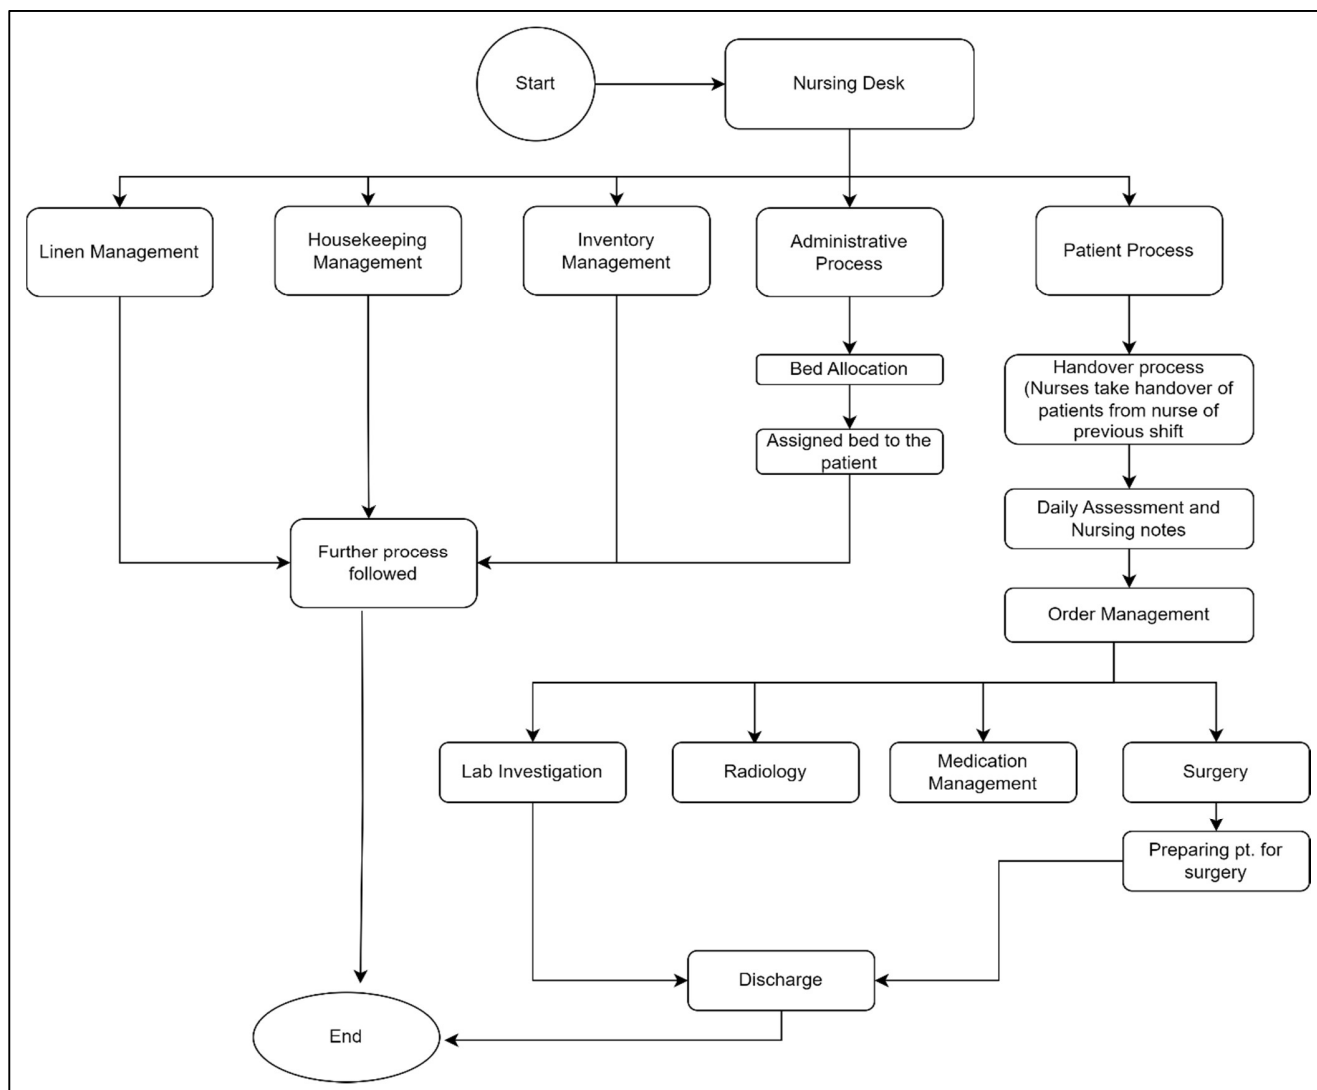 Start
Nursing Desk
Linen Management
Housekeeping
Management
Inventory
Management
Administrative
Process
Patient Process
Bed Allocation
Handover process
(Nurses take handover of
patients from nurse of
previous shift
Assigned bed to the
patient
Daily Assessment and
Nursing notes
Further process
followed
Order Management
Lab Investigation
Radiology
Medication
Management
Surgery
Preparing pt. for
surgery
Discharge
End